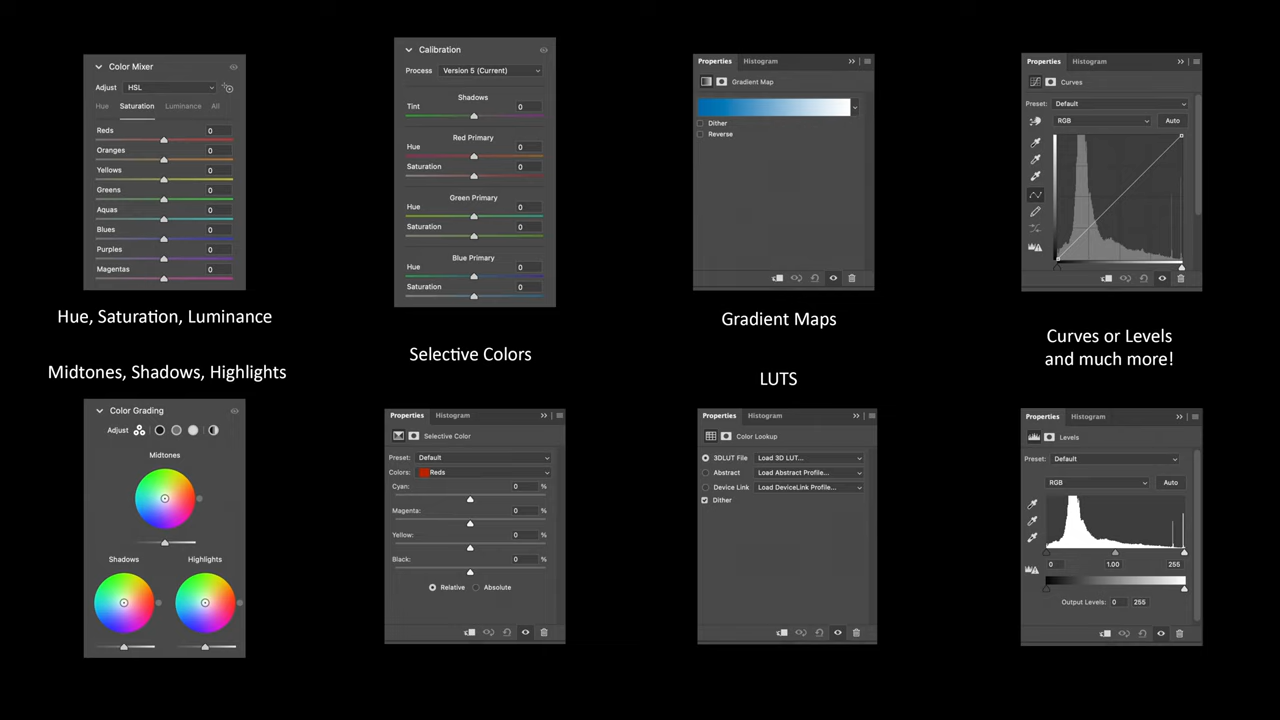 Color Mixer
Adjust HSL
Hue Saturation Luminance All
Reds 0
Oranges 0
Yellows 0
Greens 0
Aquas 0
Blues 0
Purples 0
Magentas 0
Hue, Saturation, Luminance
Calibration
Process Version 5 (Current)
Shadows
Tint 0
Red Primary
Hue 0
Saturation 0
Green Primary
Hue 0
Saturation 0
Blue Primary
Hue 0
Saturation 0
Selective Colors
Properties Histogram
Gradient Map
Dither
Reverse
Gradient Maps
Properties Histogram
Curves
Preset: Default
RGB Auto
Curves or Levels
and much more!
Midtones, Shadows, Highlights
Color Grading
Adjust
Midtones
Shadows Highlights
Properties Histogram
Selective Color
Preset: Default
Colors: Reds
Cyan: 0 %
Magenta: 0 %
Yellow: 0 %
Black: 0 %
Relative Absolute
LUTS
Properties Histogram
Color Lookup
3DLUT File Load 3D LUT...
Abstract Load Abstract Profile...
Device Link Load DeviceLink Profile...
Dither
Properties Histogram
Levels
Preset: Default
RGB Auto
0 1.00 255
Output Levels: 0 255